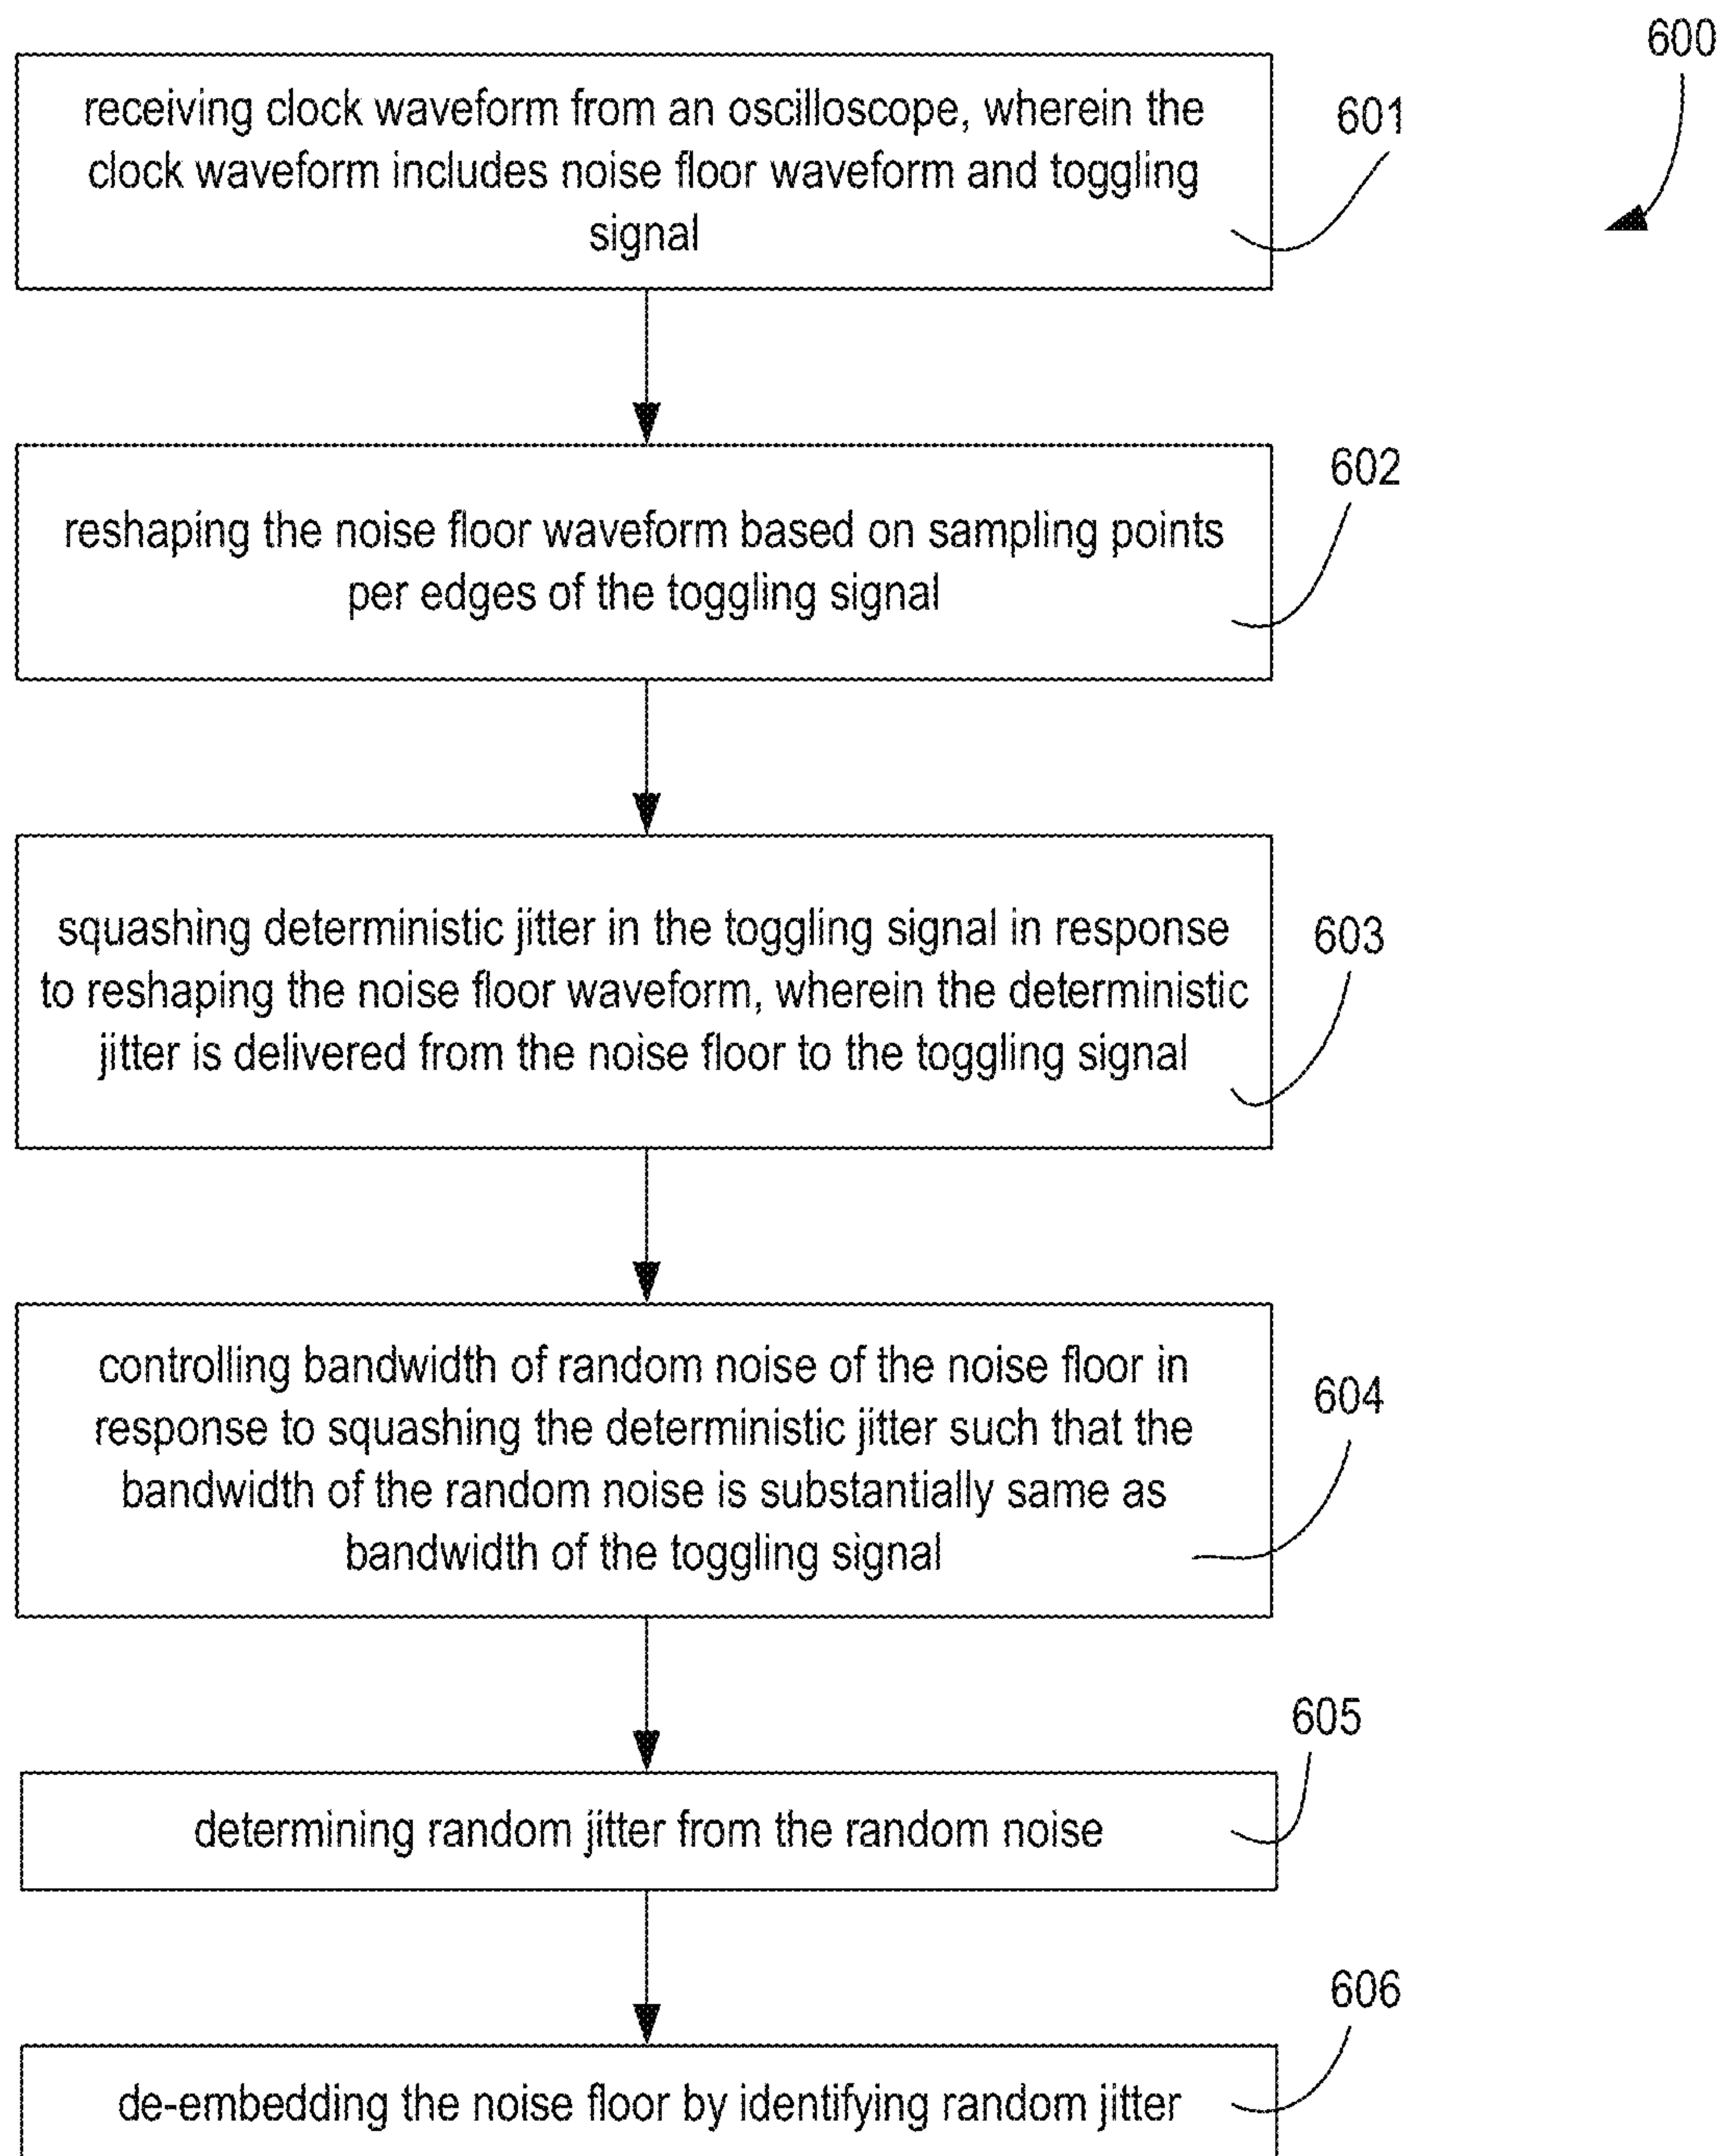 600
receiving clock waveform from an oscilloscope, wherein the
clock waveform includes noise floor waveform and toggling
signal
601
reshaping the noise floor waveform based on sampling points
per edges of the toggling signal
602
squashing deterministic jitter in the toggling signal in response
to reshaping the noise floor waveform, wherein the deterministic
jitter is delivered from the noise floor to the toggling signal
603
controlling bandwidth of random noise of the noise floor in
response to squashing the deterministic jitter such that the
bandwidth of the random noise is substantially same as
bandwidth of the toggling signal
604
determining random jitter from the random noise
605
de-embedding the noise floor by identifying random jitter
606